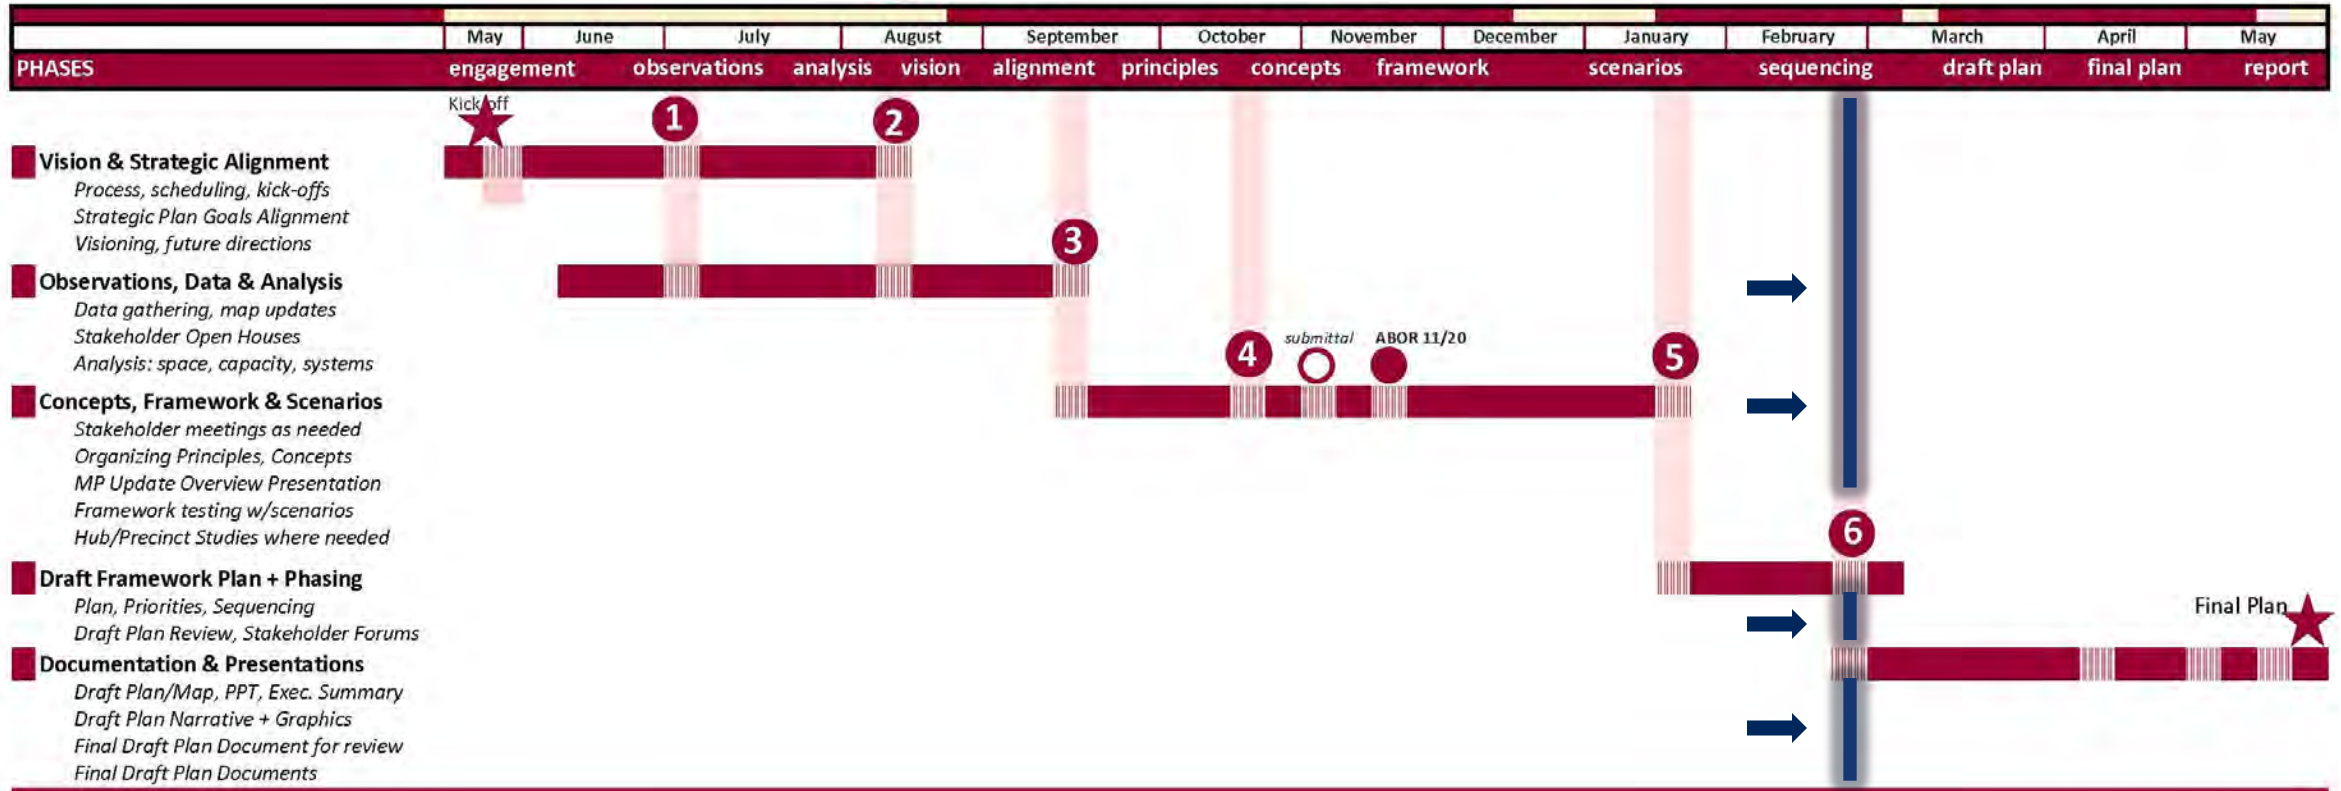 May June July August September October November December January February March April May
PHASES engagement observations analysis vision alignment principles concepts framework scenarios sequencing draft plan final plan report
Kick-off
1 2
Vision & Strategic Alignment
Process, scheduling, kick-offs
Strategic Plan Goals Alignment
Visioning, future directions
3
Observations, Data & Analysis
Data gathering, map updates
Stakeholder Open Houses
submittal ABOR 11/20
4 5
Analysis: space, capacity, systems
Concepts, Framework & Scenarios
Stakeholder meetings as needed
Organizing Principles, Concepts
MP Update Overview Presentation
Framework testing w/scenarios
Hub/Precinct Studies where needed
6
Draft Framework Plan + Phasing
Plan, Priorities, Sequencing
Final Plan
Draft Plan Review, Stakeholder Forums
Documentation & Presentations
Draft Plan/Map, PPT, Exec. Summary
Draft Plan Narrative + Graphics
Final Draft Plan Document for review
Final Draft Plan Documents